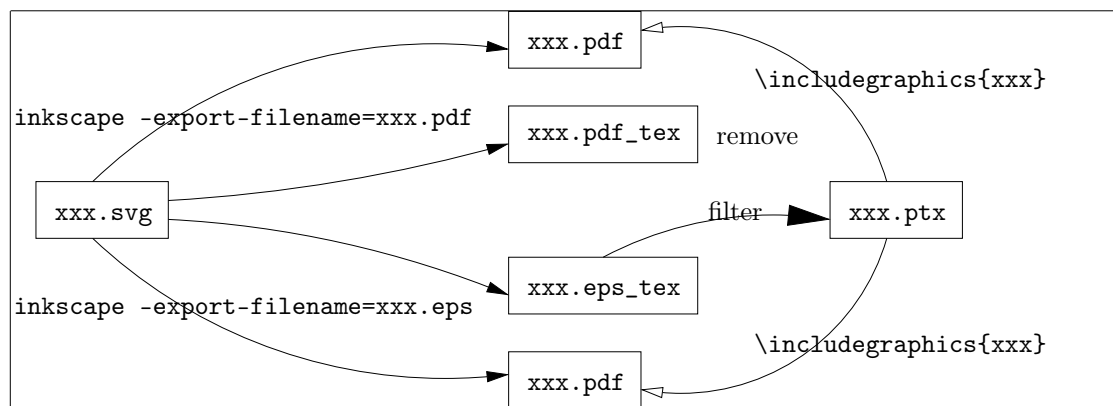 xxx.pdf
\includegraphics{xxx}
inkscape -export-filename=xxx.pdf
xxx.pdf_tex
remove
xxx.svg
filter
xxx.ptx
xxx.eps_tex
inkscape -export-filename=xxx.eps
\includegraphics{xxx}
xxx.pdf